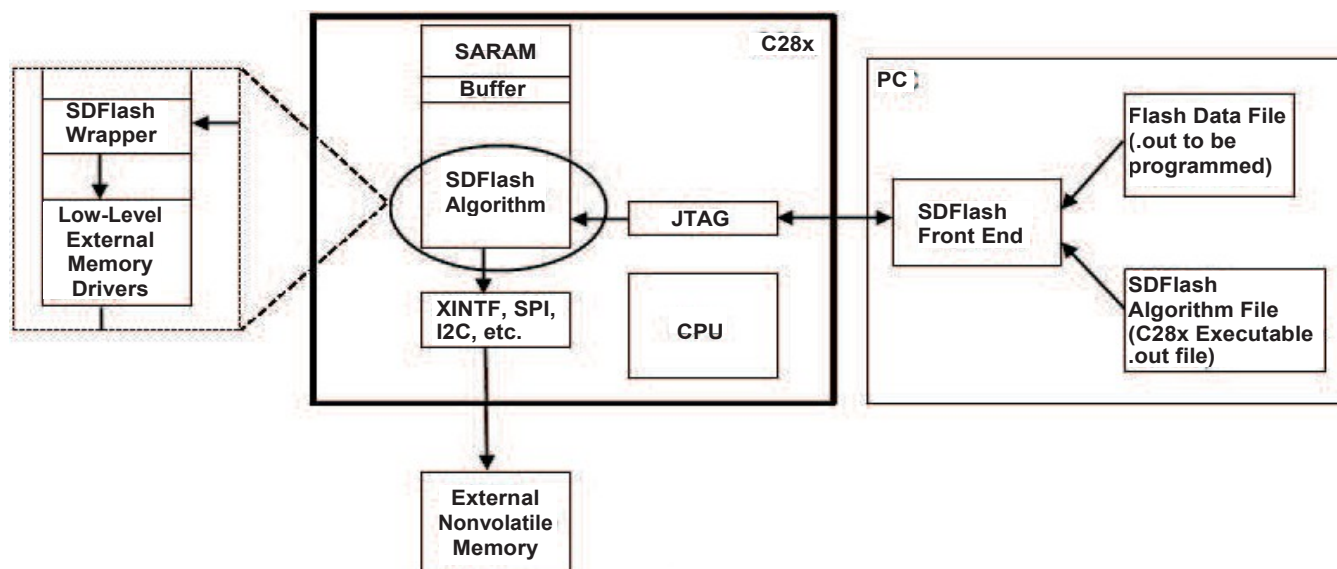 SDFlash
Wrapper
Low-Level
External
Memory
Drivers
C28x
SARAM
Buffer
SDFlash
Algorithm
JTAG
XINTF, SPI,
I2C, etc.
CPU
External
Nonvolatile
Memory
PC
SDFlash
Front End
Flash Data File
(.out to be
programmed)
SDFlash
Algorithm File
(C28x Executable
.out file)